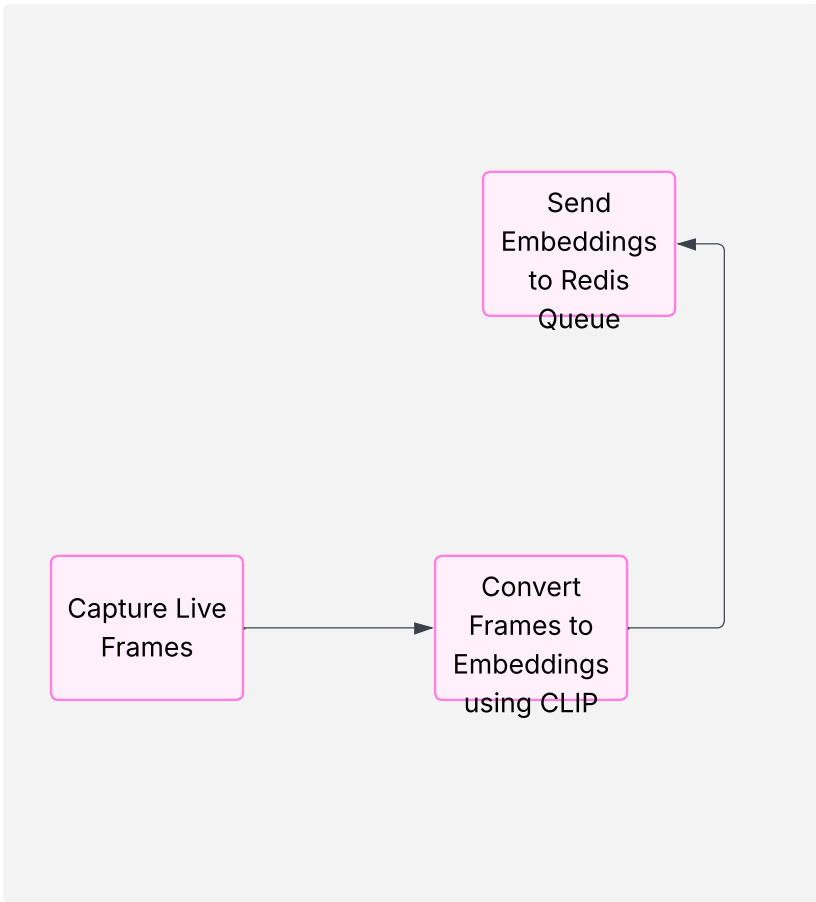 Send
Embeddings
to Redis
Queue
Capture Live
Frames
Convert
Frames to
Embeddings
using CLIP